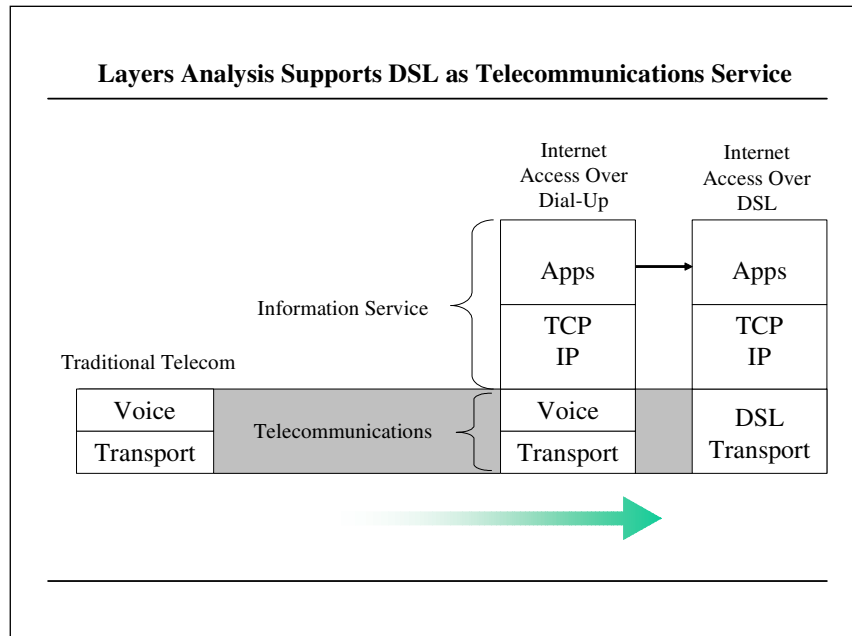 Layers Analysis Supports DSL as Telecommunications Service
Internet
Access Over
Dial-Up
Internet
Access Over
DSL
Apps
Apps
Information Service
TCP
IP
TCP
IP
Traditional Telecom
Voice
Transport
Telecommunications
Voice
Transport
DSL
Transport